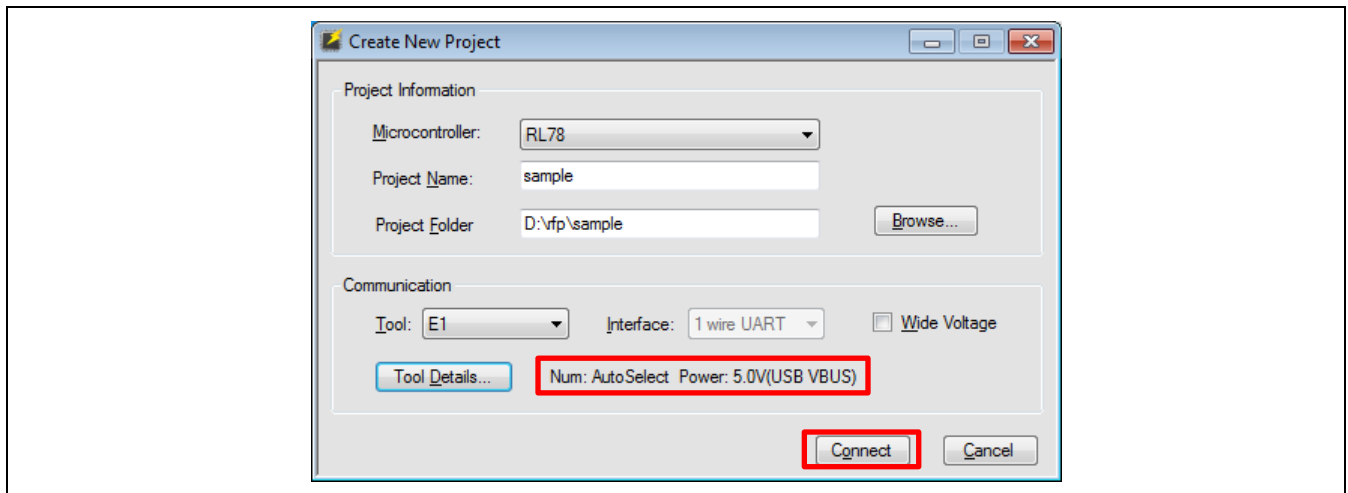 Create New Project
Project Information
Microcontroller: RL78
Project Name: sample
Project Folder D:\rfp\sample Browse...
Communication
Tool: E1 Interface: 1 wire UART Wide Voltage
Tool Details... Num: AutoSelect Power: 5.0V(USB VBUS)
Connect Cancel